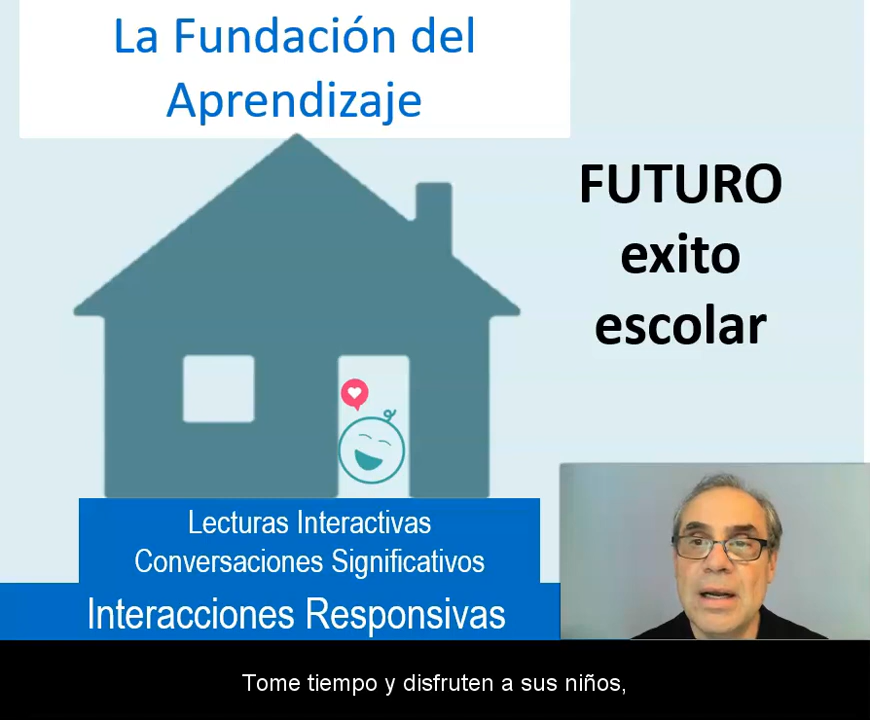 La Fundación del
Aprendizaje
FUTURO
exito
escolar
Lecturas Interactivas
Conversaciones Significativos
Interacciones Responsivas
Tome tiempo y disfruten a sus niños,